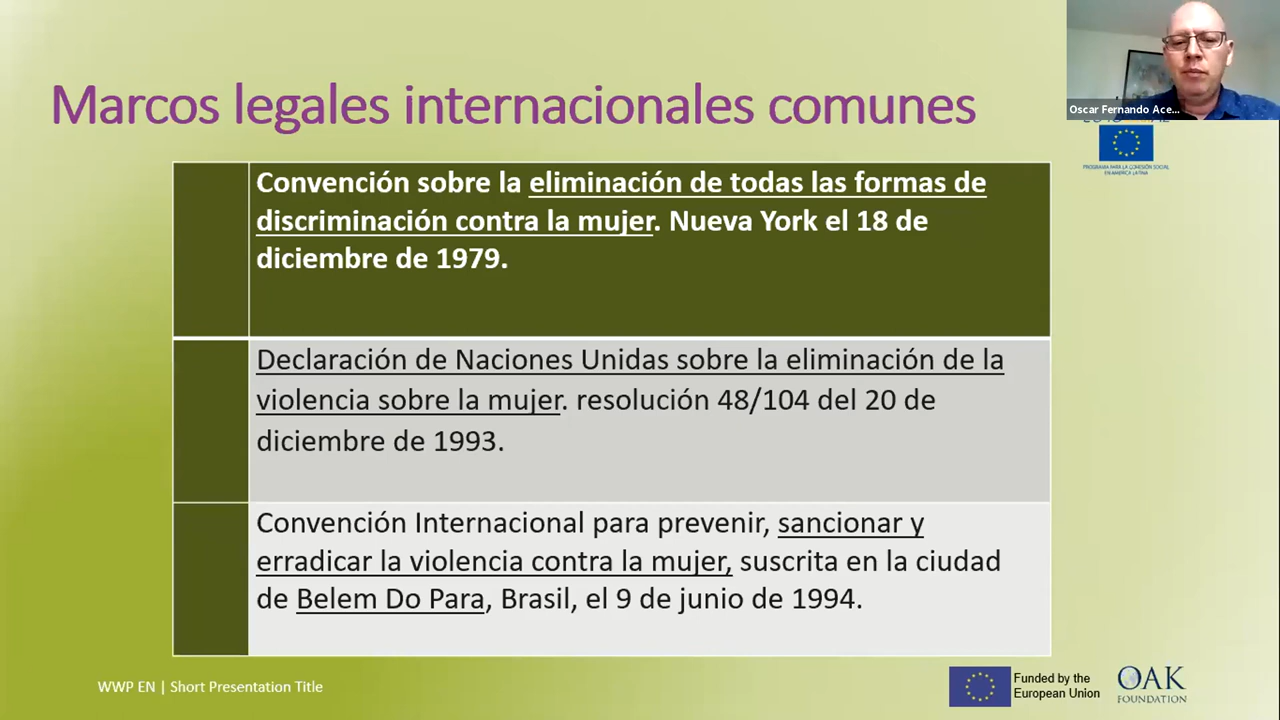 Marcos legales internacionales comunes
Oscar Fernando Ace...
PROGRAMA PARA LA COHESIÓN SOCIAL
EN AMÉRICA LATINA
Convención sobre la eliminación de todas las formas de
discriminación contra la mujer. Nueva York el 18 de
diciembre de 1979.
Declaración de Naciones Unidas sobre la eliminación de la
violencia sobre la mujer. resolución 48/104 del 20 de
diciembre de 1993.
Convención Internacional para prevenir, sancionar y
erradicar la violencia contra la mujer, suscrita en la ciudad
de Belem Do Para, Brasil, el 9 de junio de 1994.
WWP EN | Short Presentation Title
Funded by the
European Union
OAK
FOUNDATION